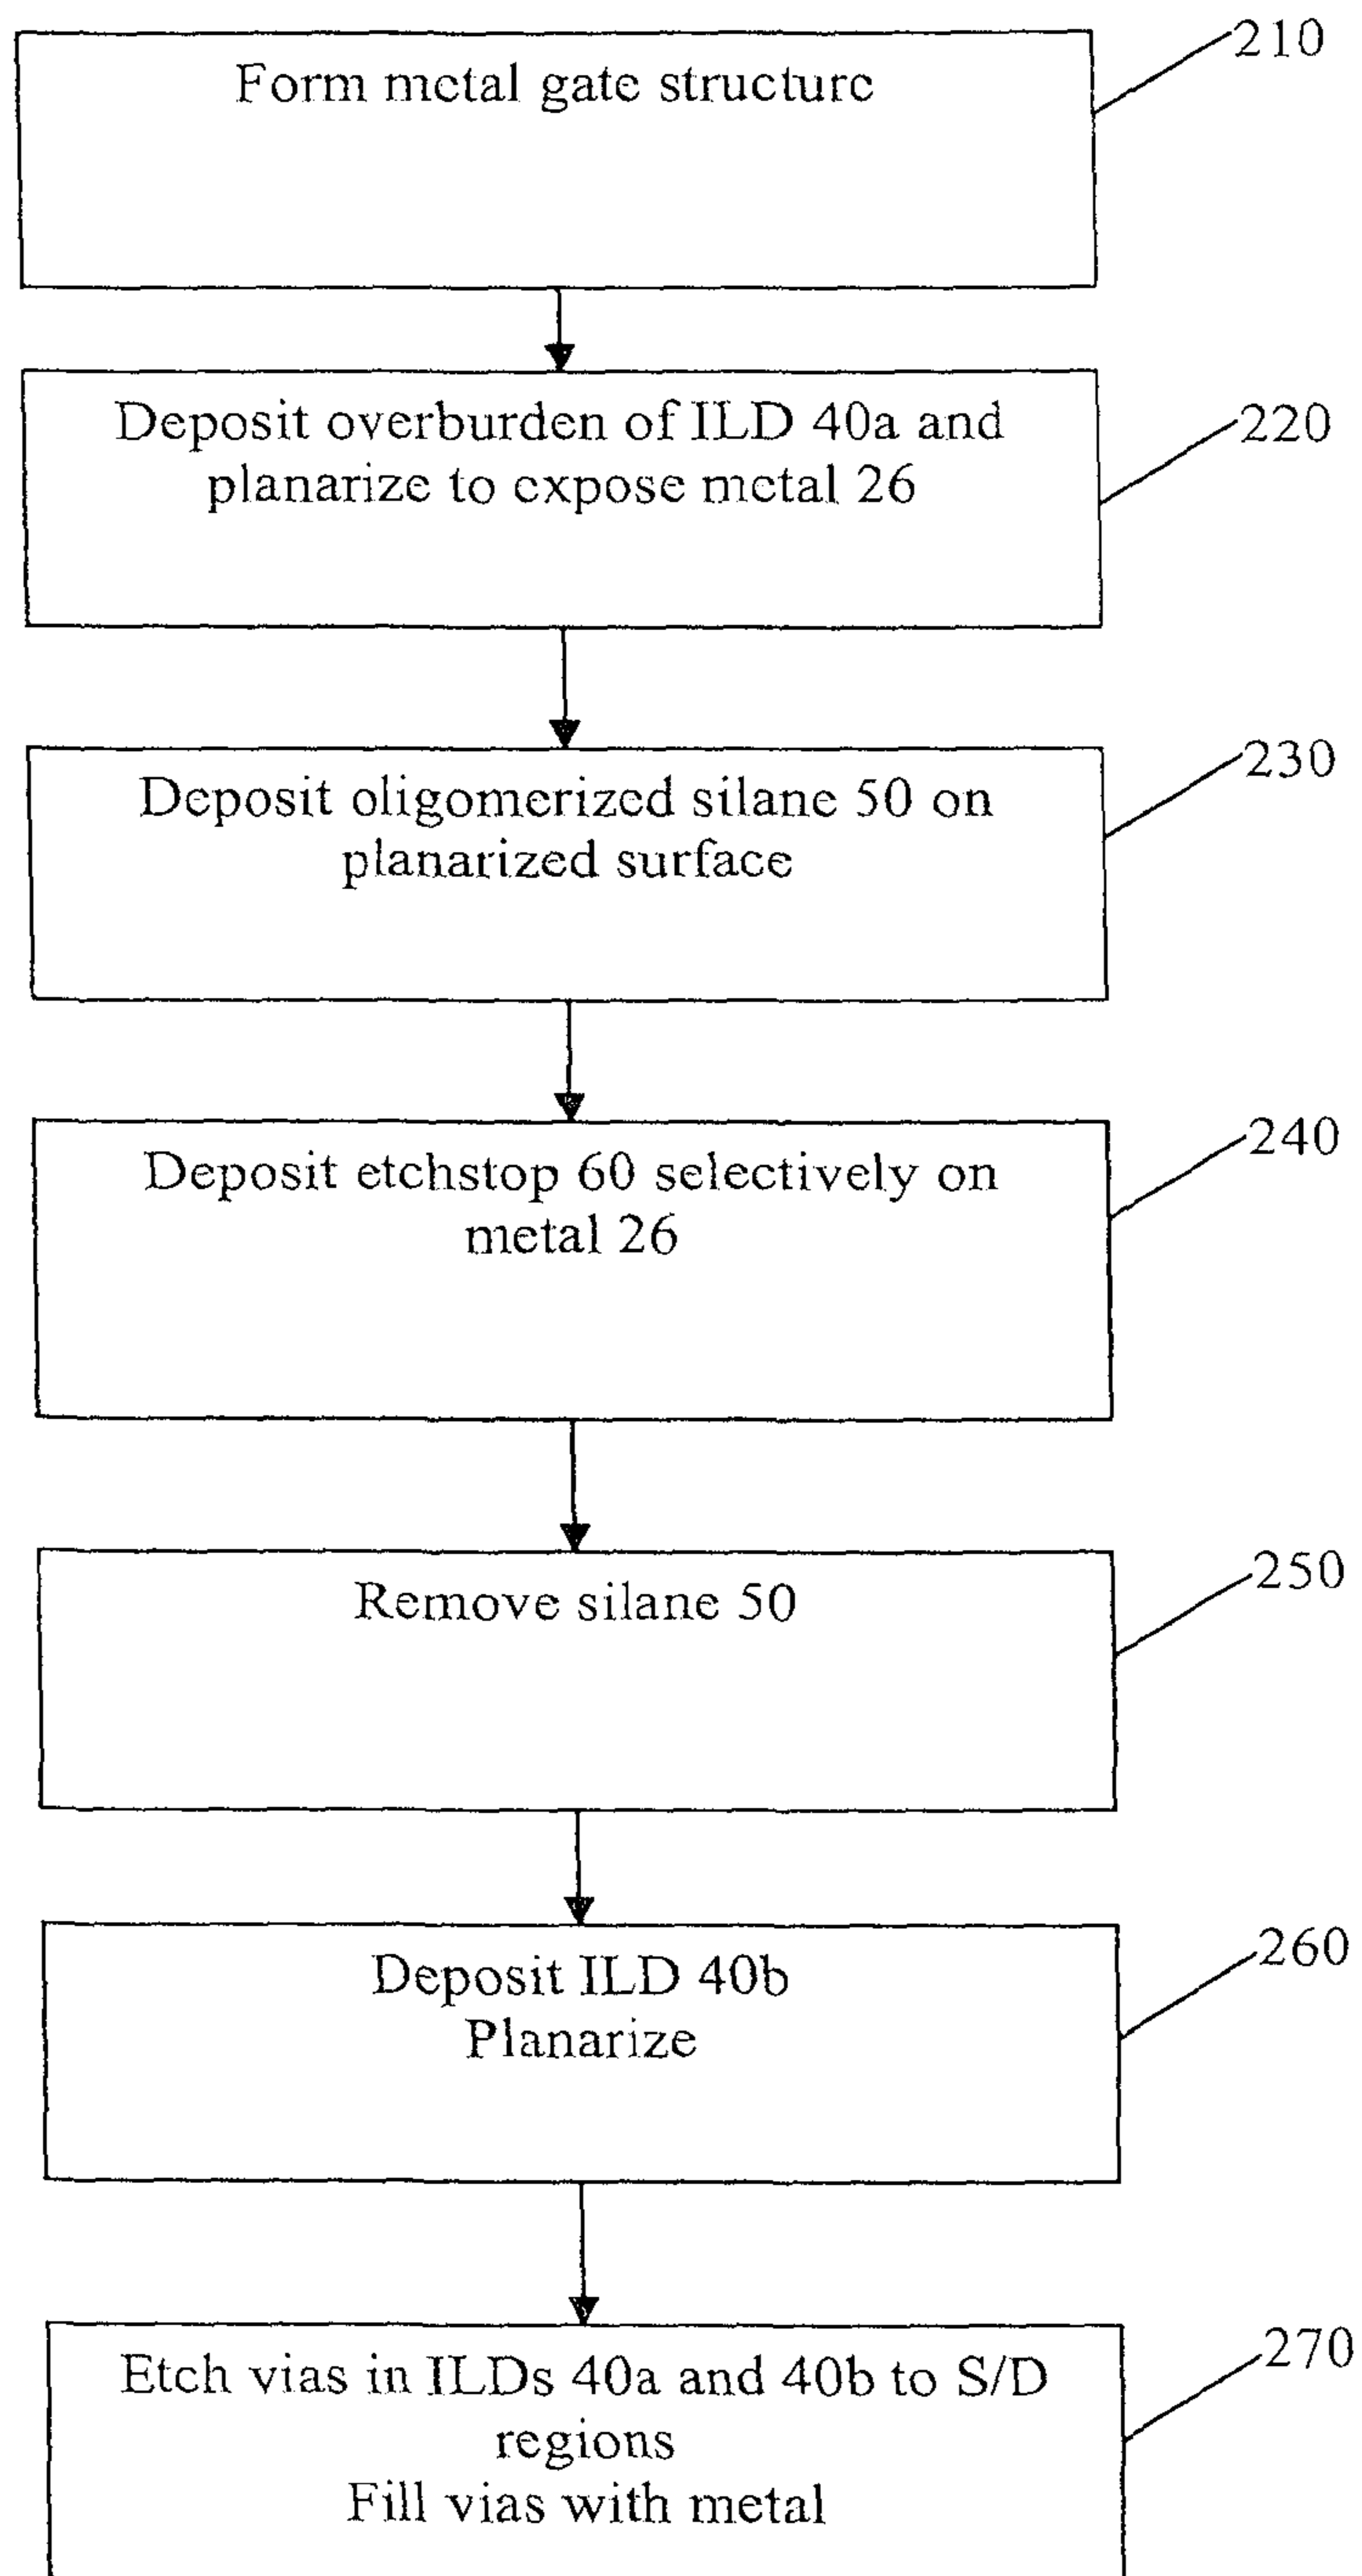 Form metal gate structure
210
Deposit overburden of ILD 40a and
planarize to expose metal 26
220
Deposit oligomerized silane 50 on
planarized surface
230
Deposit etchstop 60 selectively on
metal 26
240
Remove silane 50
250
Deposit ILD 40b
Planarize
260
Etch vias in ILDs 40a and 40b to S/D
regions
Fill vias with metal
270